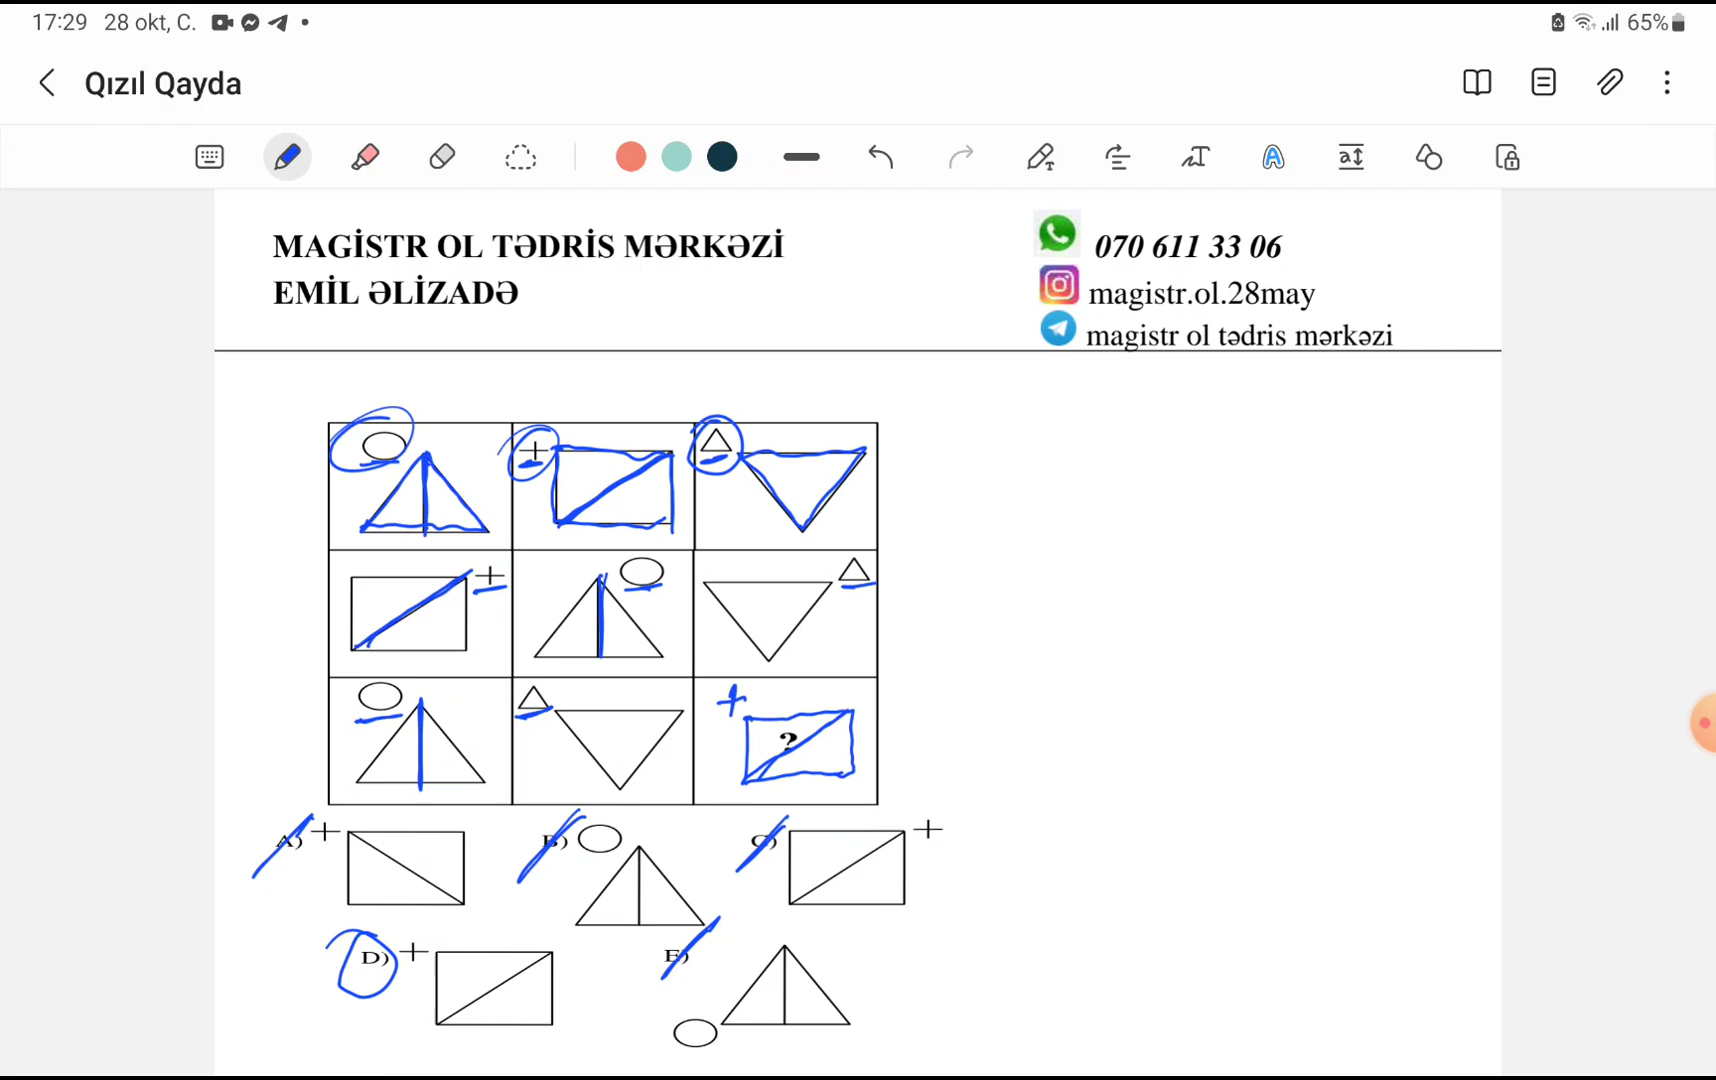 17:29 28 okt, C. 65%
Qızıl Qayda
MAGİSTR OL TƏDRİS MƏRKƏZİ
EMİL ƏLİZADƏ
070 611 33 06
magistr.ol.28may
magistr ol tədris mərkəzi
+
+
+
?
A) +
B)
C) +
D) +
E)